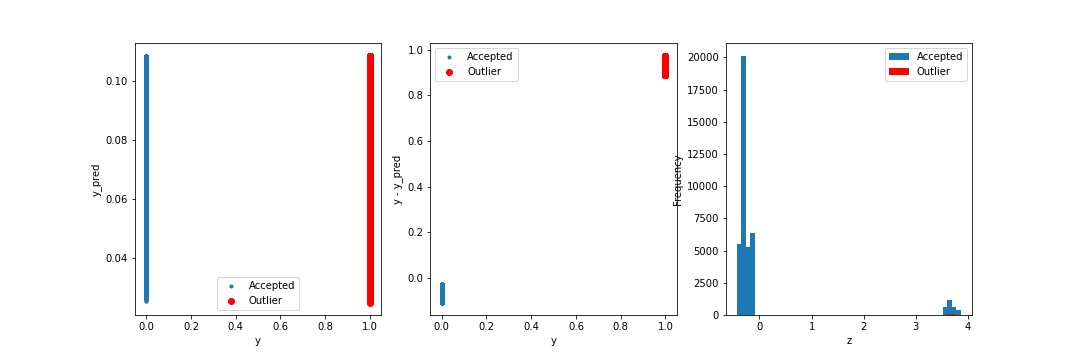 0.10
0.08
0.06
0.04
y_pred
0.0 0.2 0.4 0.6 0.8 1.0
y
Accepted
Outlier
1.0
0.8
0.6
0.4
0.2
0.0
y - y_pred
0.0 0.2 0.4 0.6 0.8 1.0
y
Accepted
Outlier
20000
17500
15000
12500
10000
7500
5000
2500
0
Frequency
0 1 2 3 4
z
Accepted
Outlier